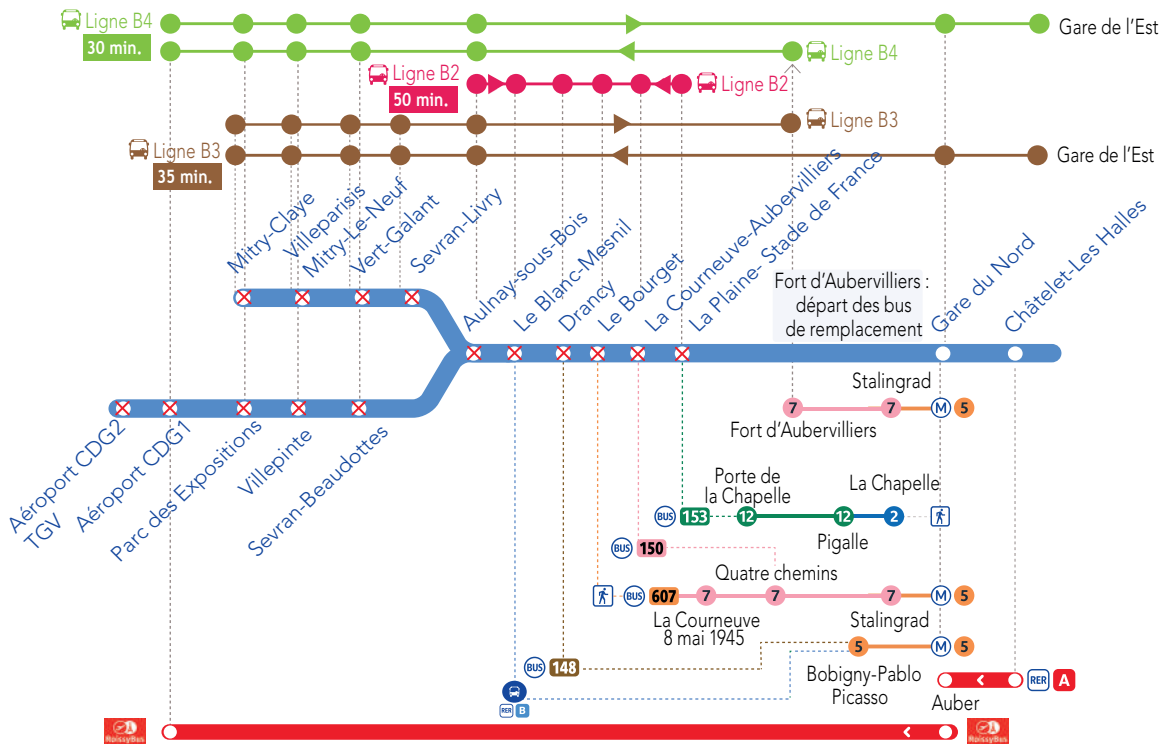 Ligne B4
30 min.
Gare de l’Est
Ligne B4
Ligne B2
50 min.
Ligne B2
Ligne B3
Ligne B3
35 min.
Gare de l’Est
Mitry-Claye
Villeparisis
Mitry-Le-Neuf
Vert-Galant
Sevran-Livry
Aulnay-sous-Bois
Le Blanc-Mesnil
Drancy
Le Bourget
La Courneuve-Aubervilliers
La Plaine- Stade de France
Fort d’Aubervilliers :
départ des bus
de remplacement
Gare du Nord
Châtelet-Les Halles
Aéroport CDG2
TGV
Aéroport CDG1
Parc des Expositions
Villepinte
Sevran-Beaudottes
Stalingrad
7
7
M
5
Fort d’Aubervilliers
Porte de
la Chapelle
La Chapelle
BUS
153
12
12
2
Pigalle
BUS
150
Quatre chemins
BUS
607
7
7
7
M
5
La Courneuve
8 mai 1945
Stalingrad
5
M
5
BUS
148
Bobigny-Pablo
Picasso
RER
B
RER
A
Auber
RoissyBus
RoissyBus